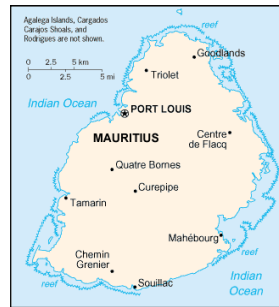 Agalega Islands, Cargados
Carajos Shoals, and
Rodrigues are not shown.
reef
Goodlands
0 2.5 5 km
0 2.5 5 mi
Triolet
Indian Ocean
PORT LOUIS
MAURITIUS
Centre
de Flacq
Quatre Bornes
Curepipe
Tamarin
Mahébourg
Chemin
Grenier
reef
Souillac
reef
Indian
Ocean